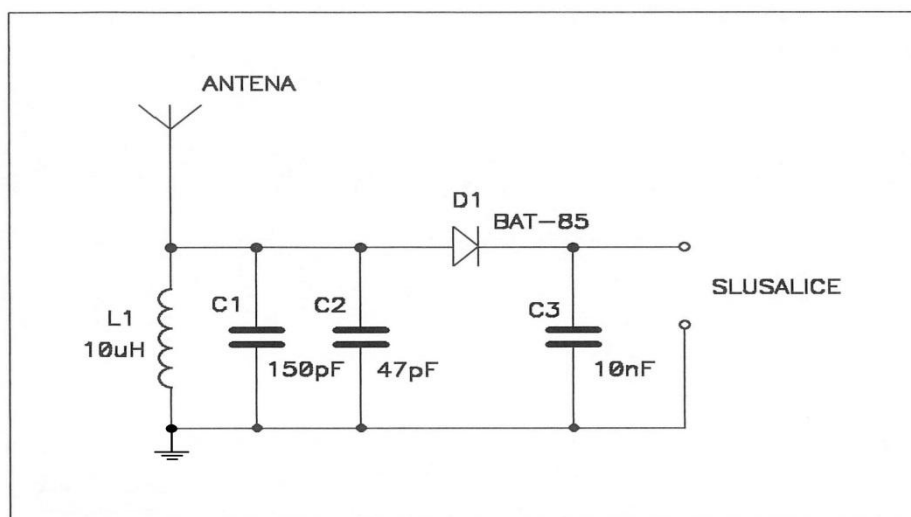 ANTENA
D1
BAT-85
SLUSALICE
L1
10uH
C1
150pF
C2
47pF
C3
10nF